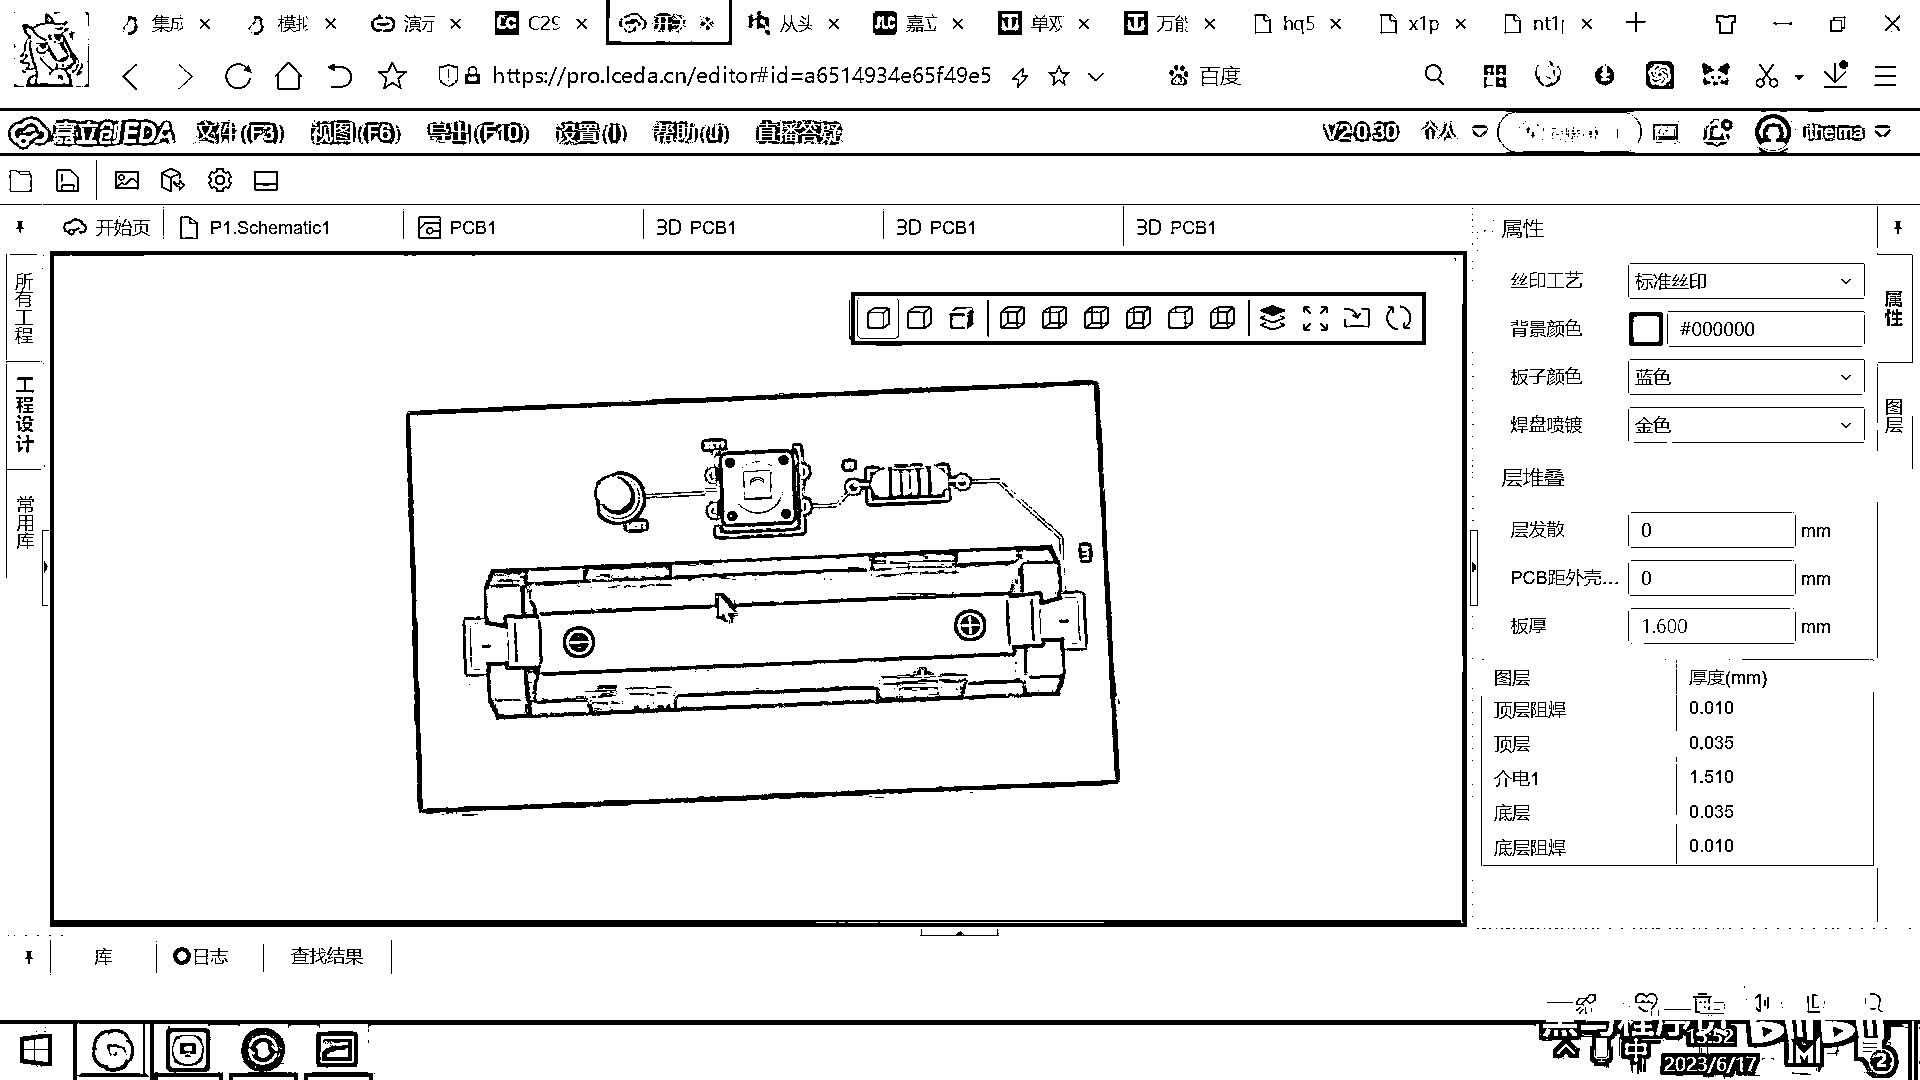 集成
模拟
演示
C29
从头
嘉立
单双
万能
hq5
x1p
nt1
https://pro.lceda.cn/editor#id=a6514934e65f49e5
百度
嘉立创EDA
文件(F3)
视图(F6)
导出(F10)
设置(I)
帮助(J)
直播答疑
V2.0.30
个人
itheima
开始页
P1.Schematic1
PCB1
3D PCB1
3D PCB1
3D PCB1
所有工程
工程设计
常用库
属性
丝印工艺
标准丝印
背景颜色
#000000
板子颜色
蓝色
焊盘喷镀
金色
层堆叠
层发散
0
mm
PCB距外壳...
0
mm
板厚
1.600
mm
图层
厚度(mm)
顶层阻焊
0.010
顶层
0.035
介电1
1.510
底层
0.035
底层阻焊
0.010
属性
图层
库
日志
查找结果
黑马程序员
中
15:52
2023/6/17
2